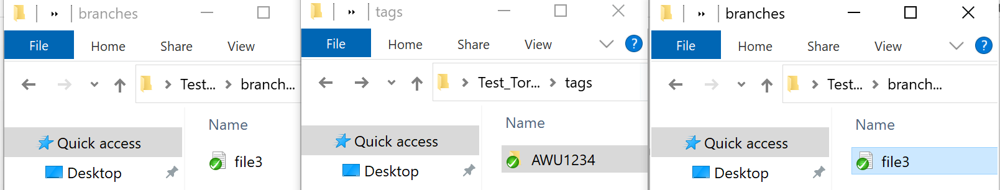 branches
File Home Share View
Test... branch...
Name
Quick access
file3
Desktop
tags
File Home Share View ?
Test_Tor... tags
Name
Quick access
AWU1234
Desktop
branches
File Home Share View ?
Test... branch...
Name
Quick access
file3
Desktop